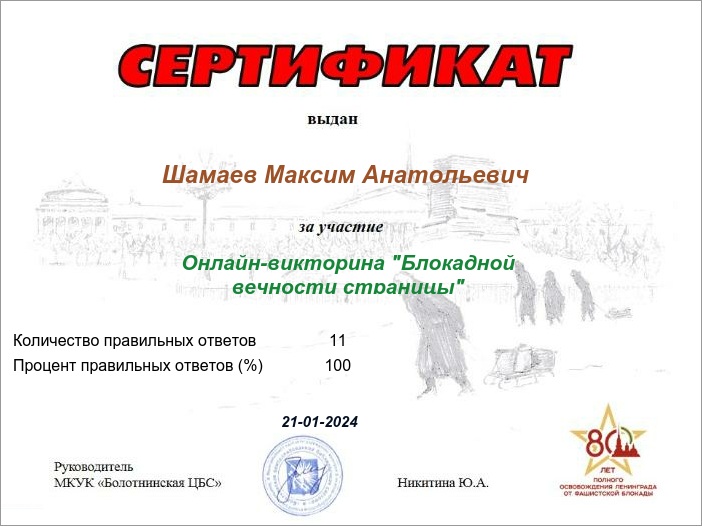 СЕРТИФИКАТ
выдан
Шамаев Максим Анатольевич
за участие
Онлайн-викторина "Блокадной
вечности страницы"
Количество правильных ответов 11
Процент правильных ответов (%) 100
21-01-2024
Руководитель
МКУК «Болотнинская ЦБС» Никитина Ю.А.
80
ЛЕТ
ПОЛНОГО
ОСВОБОЖДЕНИЯ ЛЕНИНГРАДА
ОТ ФАШИСТСКОЙ БЛОКАДЫ